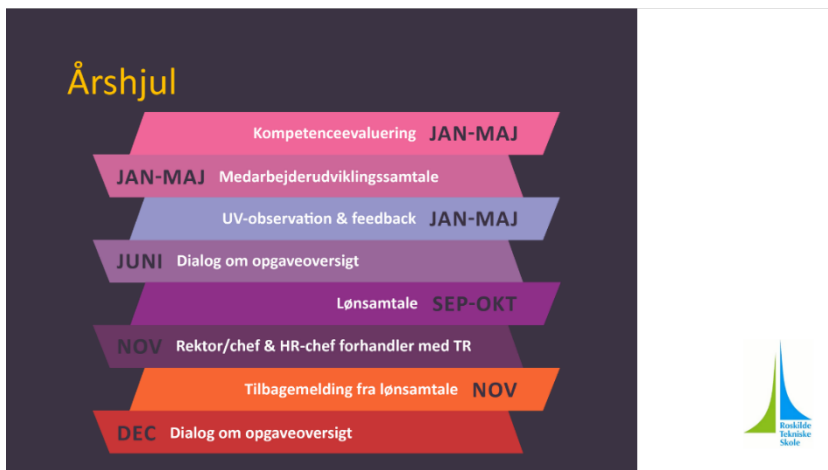 Årshjul
Kompetenceevaluering JAN-MAJ
JAN-MAJ Medarbejderudviklingssamtale
UV-observation & feedback JAN-MAJ
JUNI Dialog om opgaveoversigt
Lønsamtale SEP-OKT
NOV Rektor/chef & HR-chef forhandler med TR
Tilbagemelding fra lønsamtale NOV
DEC Dialog om opgaveoversigt
Roskilde
Tekniske
Skole